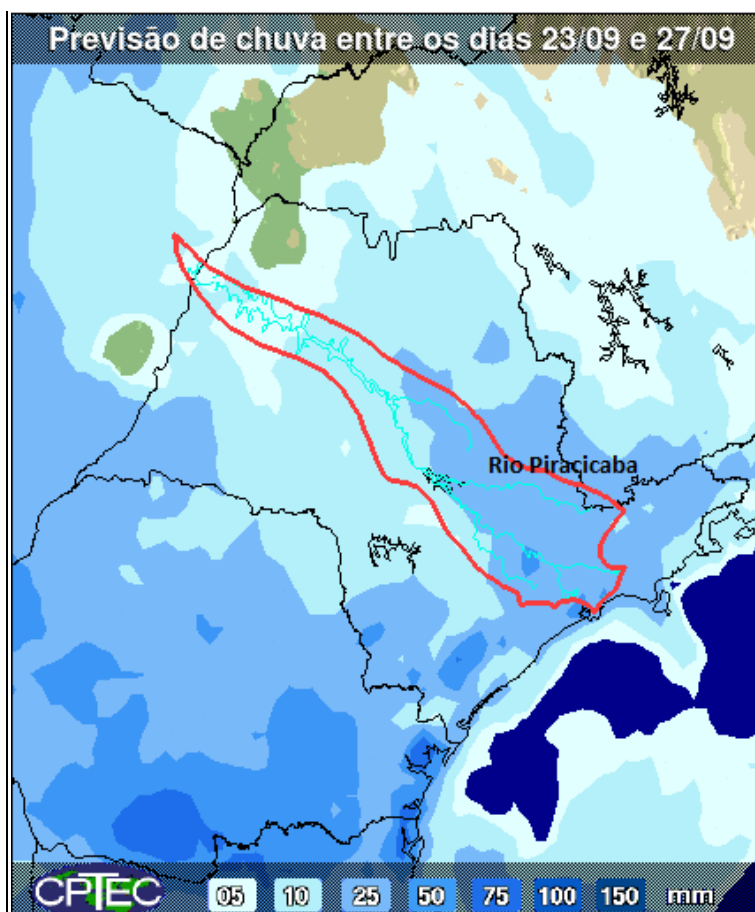 Previsão de chuva entre os dias 23/09 e 27/09
Rio Piracicaba
CPTEC 05 10 25 50 75 100 150 mm